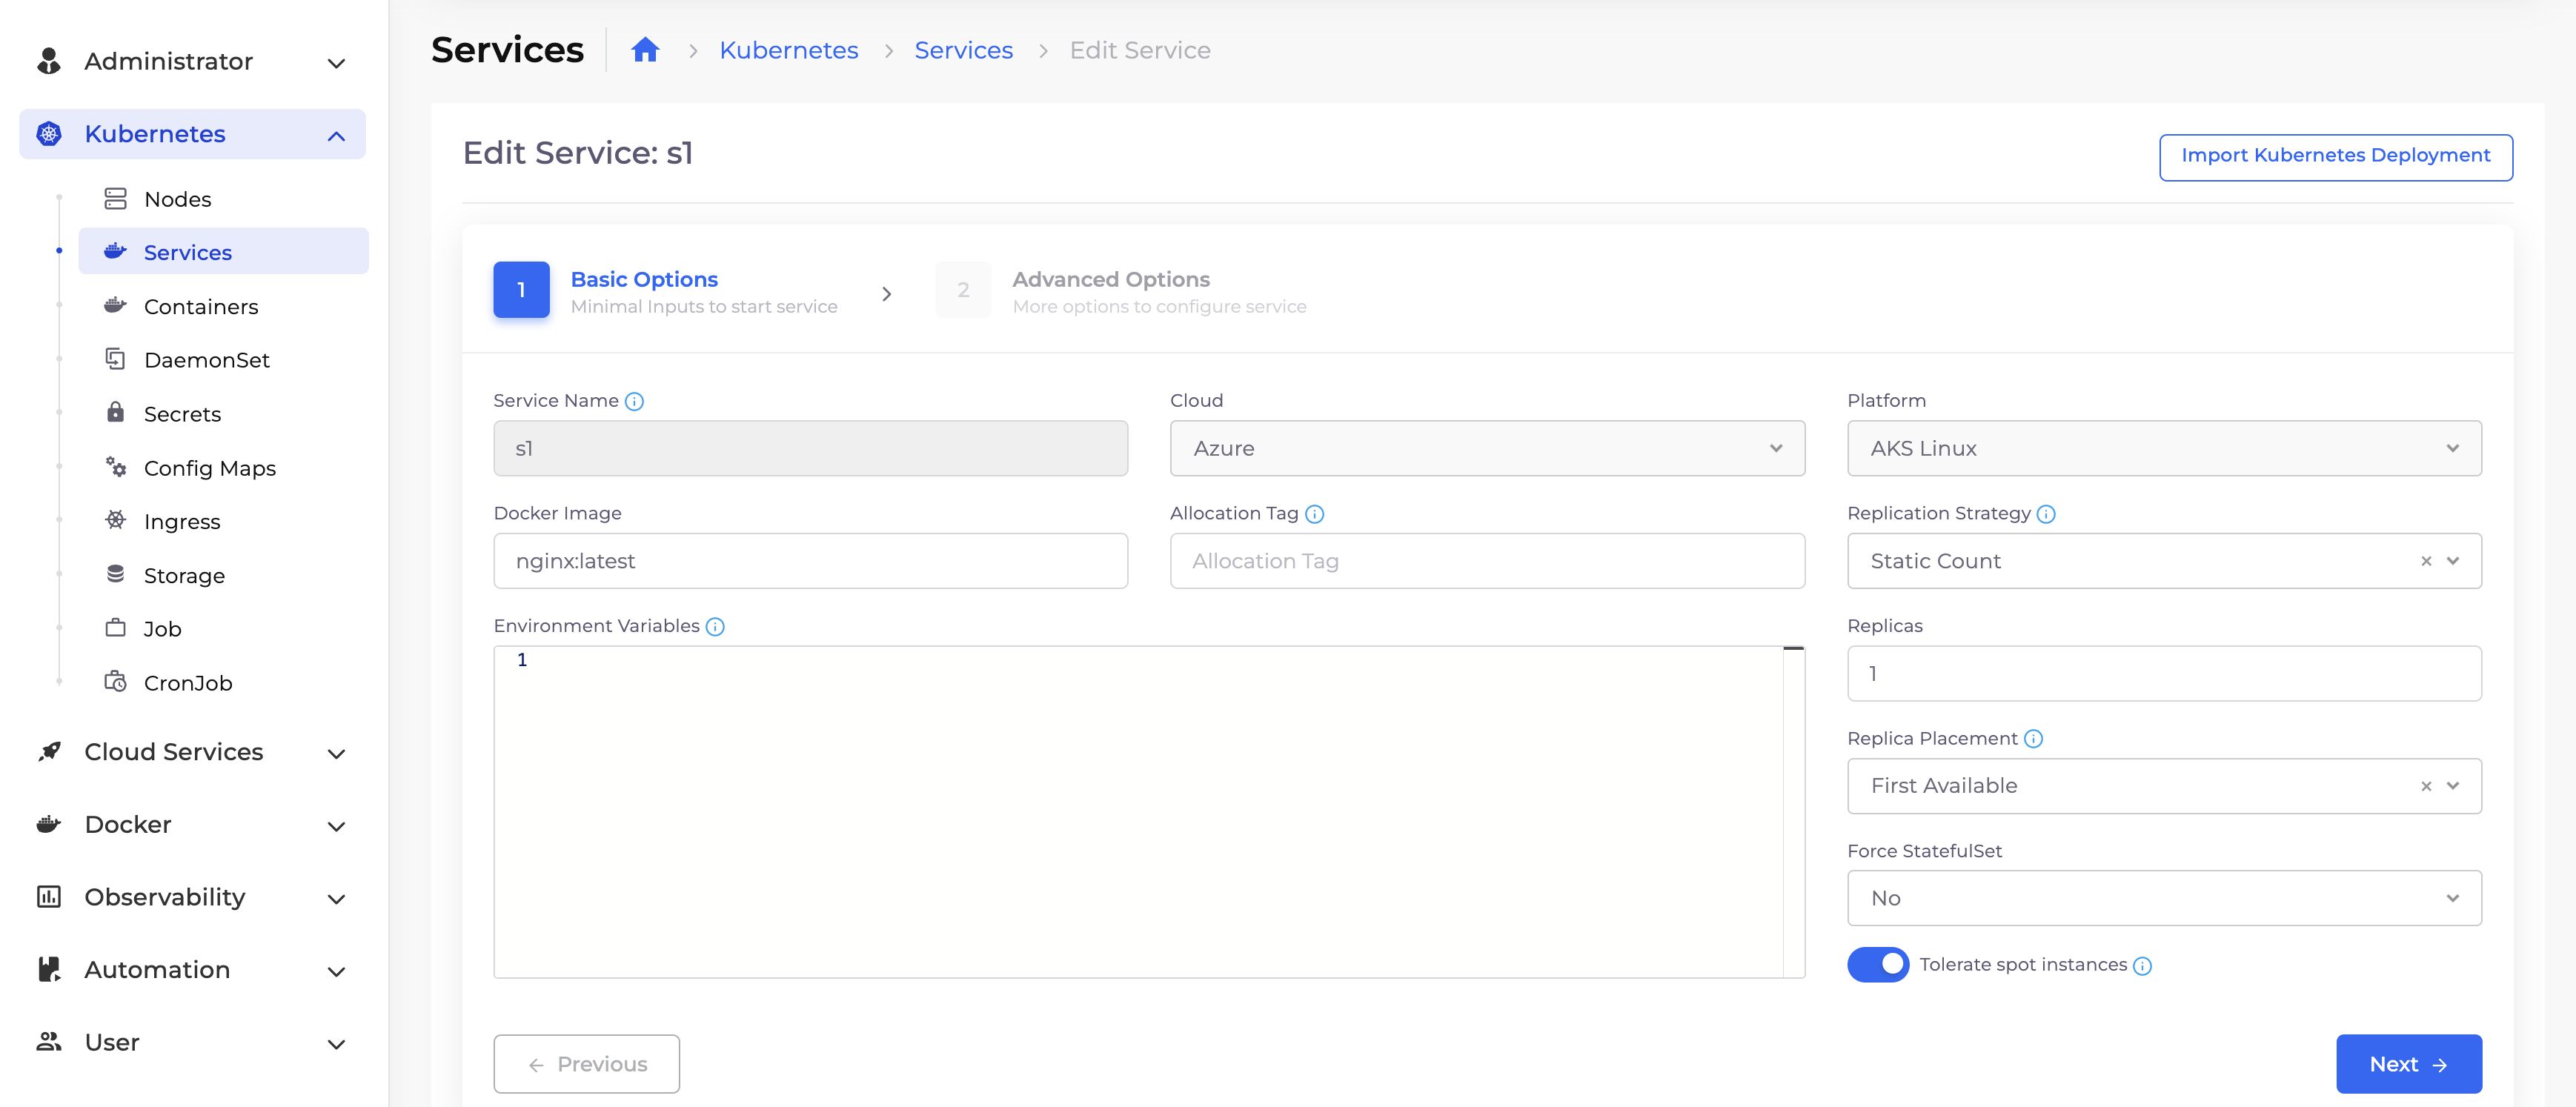 Administrator
Kubernetes
Nodes
Services
Containers
DaemonSet
Secrets
Config Maps
Ingress
Storage
Job
CronJob
Cloud Services
Docker
Observability
Automation
User
Services
Kubernetes
Services
Edit Service
Edit Service: s1
Import Kubernetes Deployment
1
Basic Options
Minimal Inputs to start service
2
Advanced Options
More options to configure service
Service Name
s1
Cloud
Azure
Platform
AKS Linux
Docker Image
nginx:latest
Allocation Tag
Allocation Tag
Replication Strategy
Static Count
Environment Variables
1
Replicas
1
Replica Placement
First Available
Force StatefulSet
No
Tolerate spot instances
Previous
Next